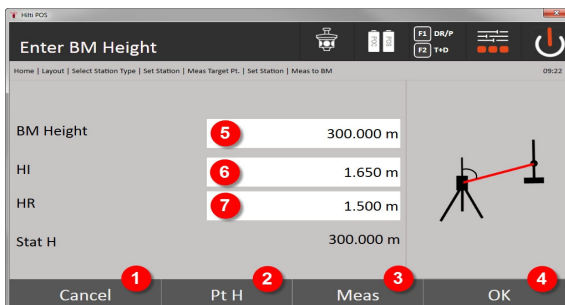 Hilti POS
Enter BM Height
POC
POS
F1 DR/P
F2 T+D
Home | Layout | Select Station Type | Set Station | Meas Target Pt. | Set Station | Meas to BM
09:22
BM Height 5 300.000 m
HI 6 1.650 m
HR 7 1.500 m
Stat H 300.000 m
1 2 3 4
Cancel Pt H Meas OK